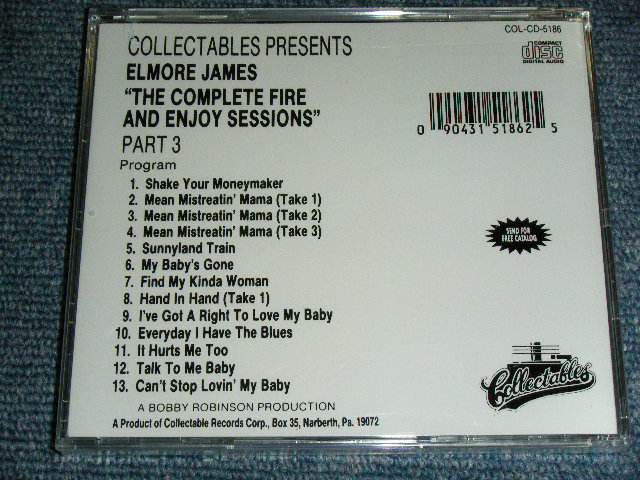 COL-CD-5186
COLLECTABLES PRESENTS
COMPACT
disc
DIGITAL AUDIO
ELMORE JAMES
"THE COMPLETE FIRE
AND ENJOY SESSIONS"
0 90431 51862 5
PART 3
Program
1. Shake Your Moneymaker
2. Mean Mistreatin' Mama (Take 1)
3. Mean Mistreatin' Mama (Take 2)
4. Mean Mistreatin' Mama (Take 3)
5. Sunnyland Train
6. My Baby's Gone
7. Find My Kinda Woman
8. Hand In Hand (Take 1)
9. I've Got A Right To Love My Baby
10. Everyday I Have The Blues
11. It Hurts Me Too
12. Talk To Me Baby
13. Can't Stop Lovin' My Baby
SEND FOR
FREE CATALOG
Collectables
A BOBBY ROBINSON PRODUCTION
A Product of Collectable Records Corp., Box 35, Narberth, Pa. 19072